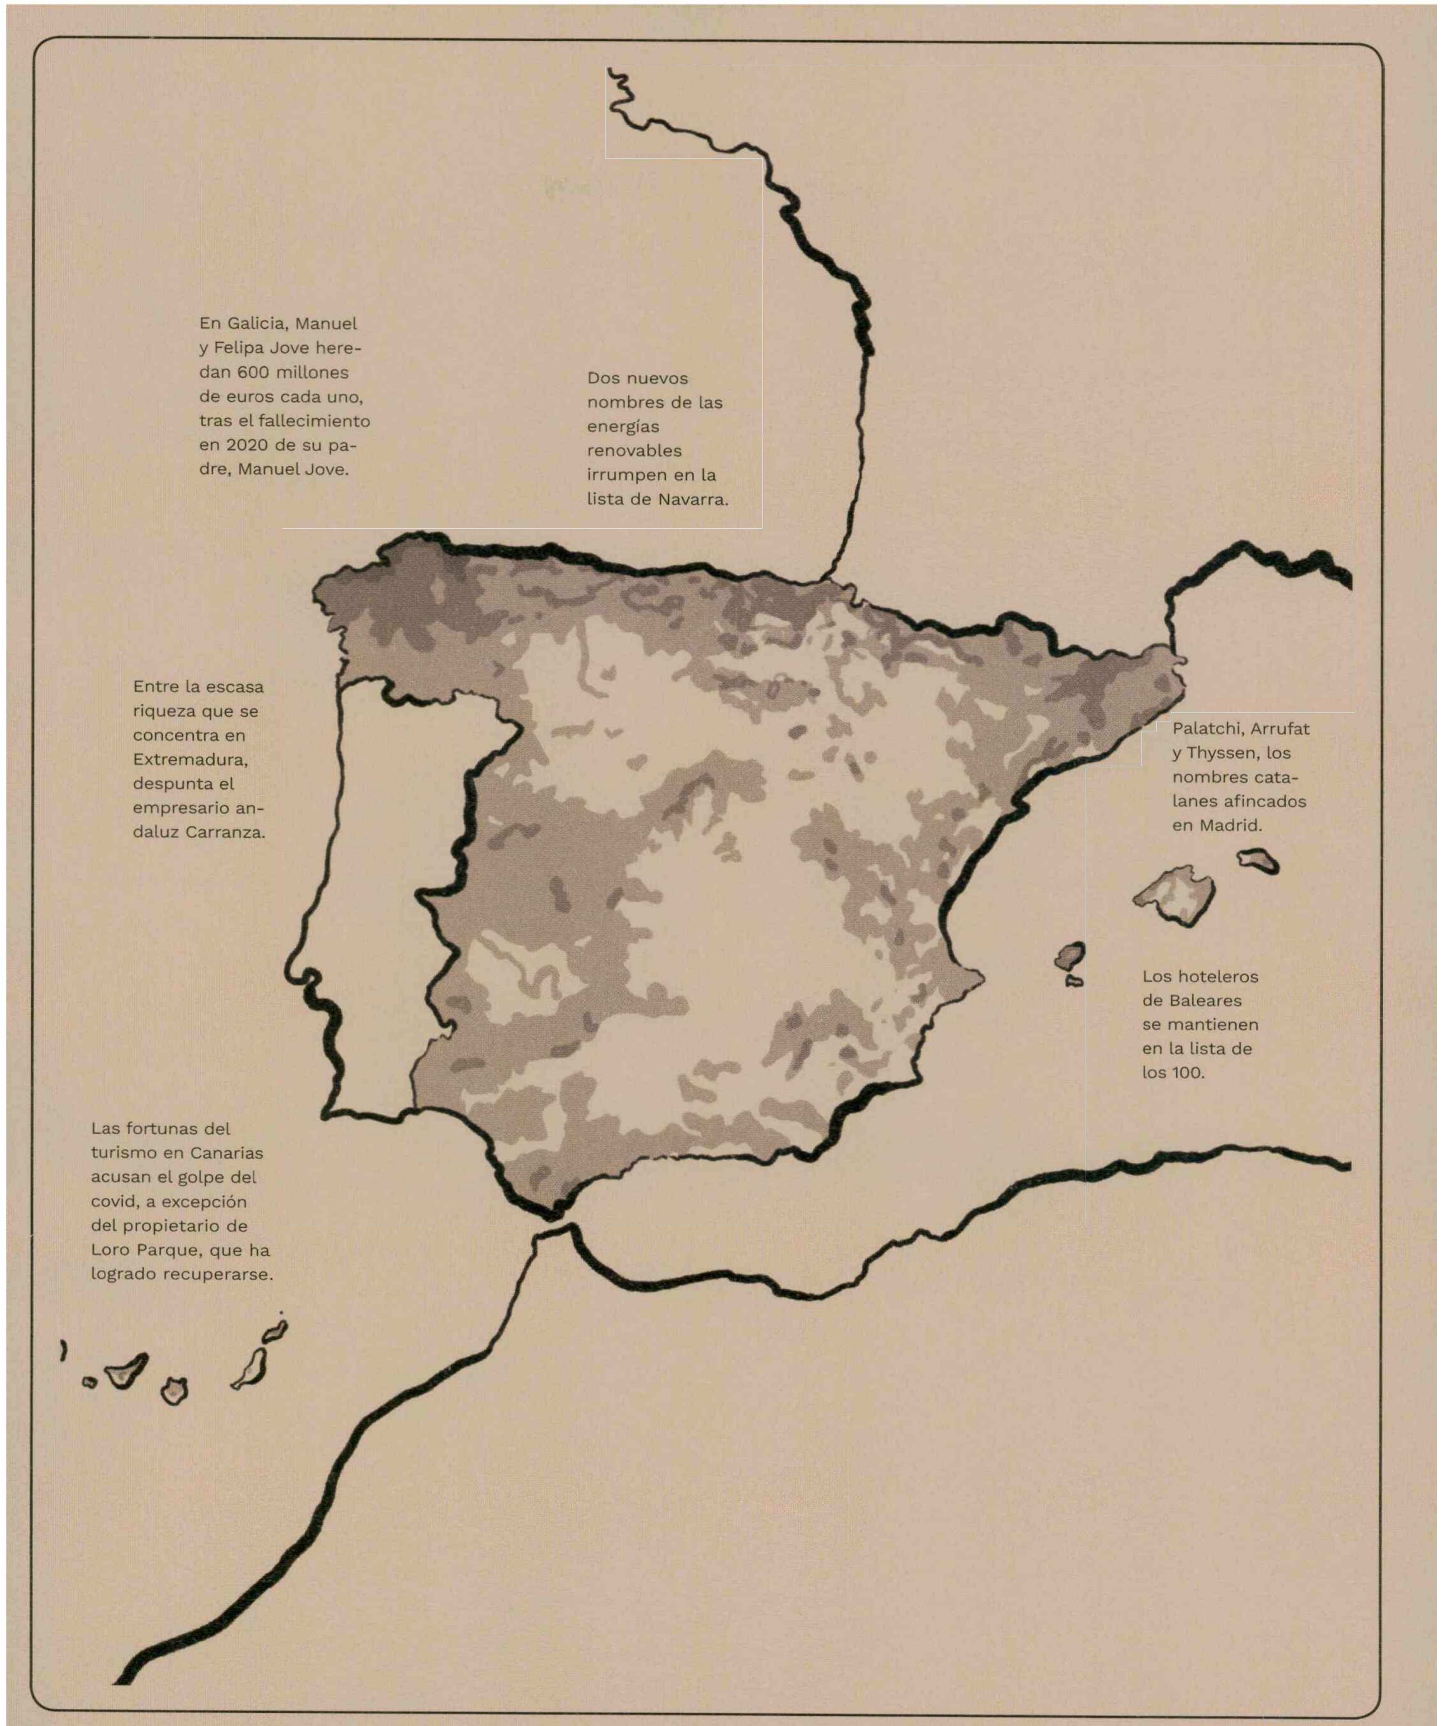 En Galicia, Manuel
y Felipa Jove here-
dan 600 millones
de euros cada uno,
tras el fallecimiento
en 2020 de su pa-
dre, Manuel Jove.
Dos nuevos
nombres de las
energías
renovables
irrumpen en la
lista de Navarra.
Entre la escasa
riqueza que se
concentra en
Extremadura,
despunta el
empresario an-
daluz Carranza.
Palatchi, Arrufat
y Thyssen, los
nombres cata-
lanes afincados
en Madrid.
Los hoteleros
de Baleares
se mantienen
en la lista de
los 100.
Las fortunas del
turismo en Canarias
acusan el golpe del
covid, a excepción
del propietario de
Loro Parque, que ha
logrado recuperarse.